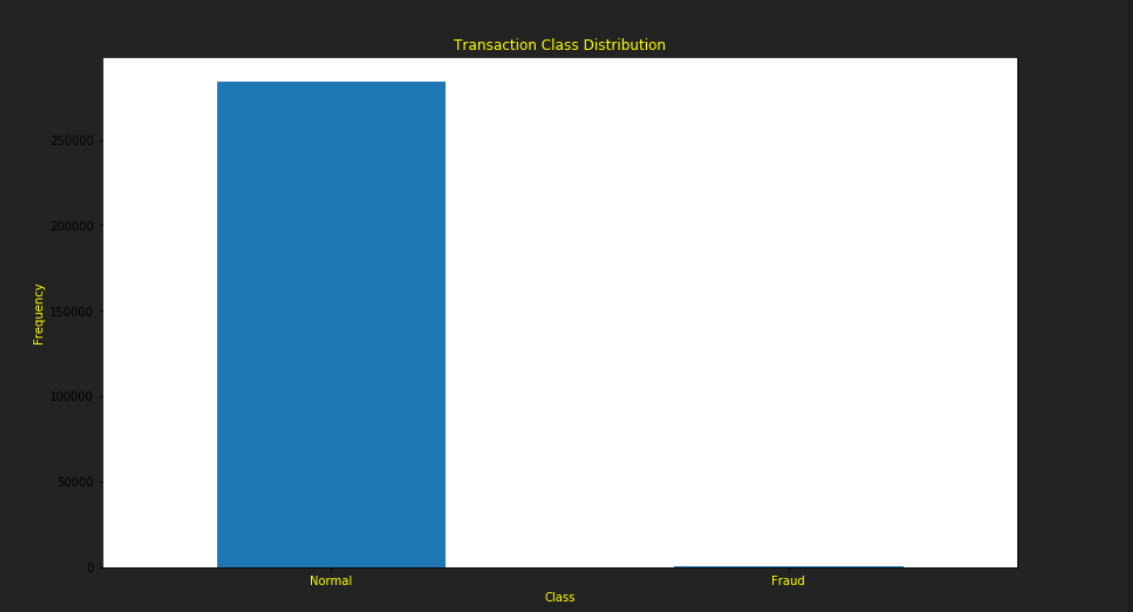 Transaction Class Distribution
250000
200000
150000
100000
50000
0
Frequency
Normal
Fraud
Class